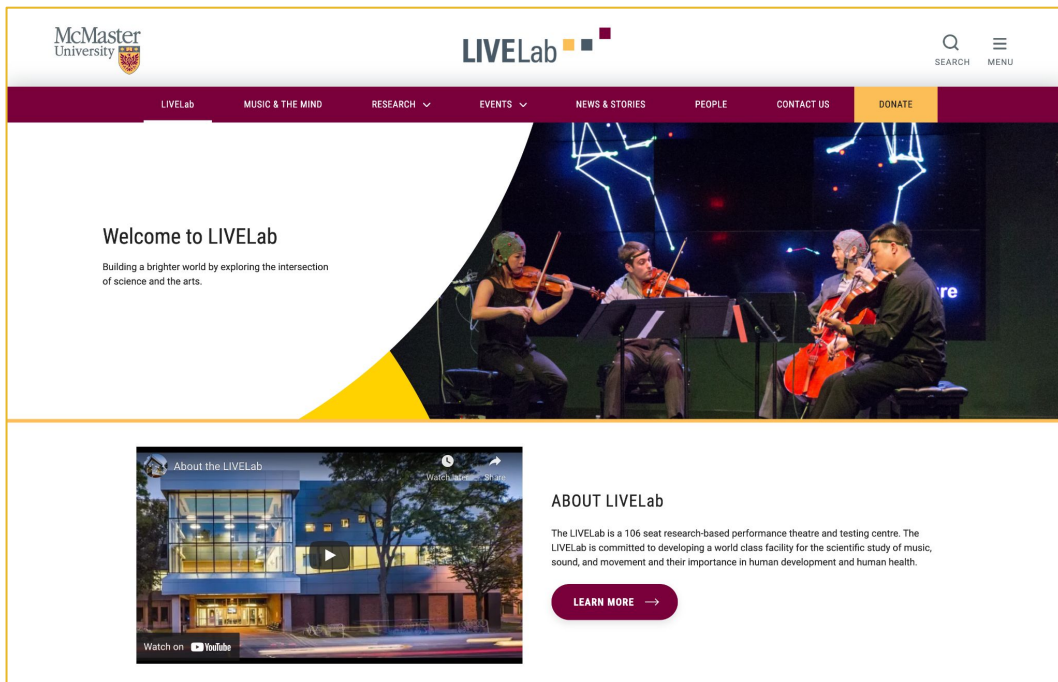 McMaster
University
LIVELab
SEARCH
MENU
LIVELab
MUSIC & THE MIND
RESEARCH
EVENTS
NEWS & STORIES
PEOPLE
CONTACT US
DONATE
Welcome to LIVELab
Building a brighter world by exploring the intersection
of science and the arts.
re
About the LIVELab
Watch later
Share
Watch on YouTube
ABOUT LIVELab
The LIVELab is a 106 seat research-based performance theatre and testing centre. The
LIVELab is committed to developing a world class facility for the scientific study of music,
sound, and movement and their importance in human development and human health.
LEARN MORE